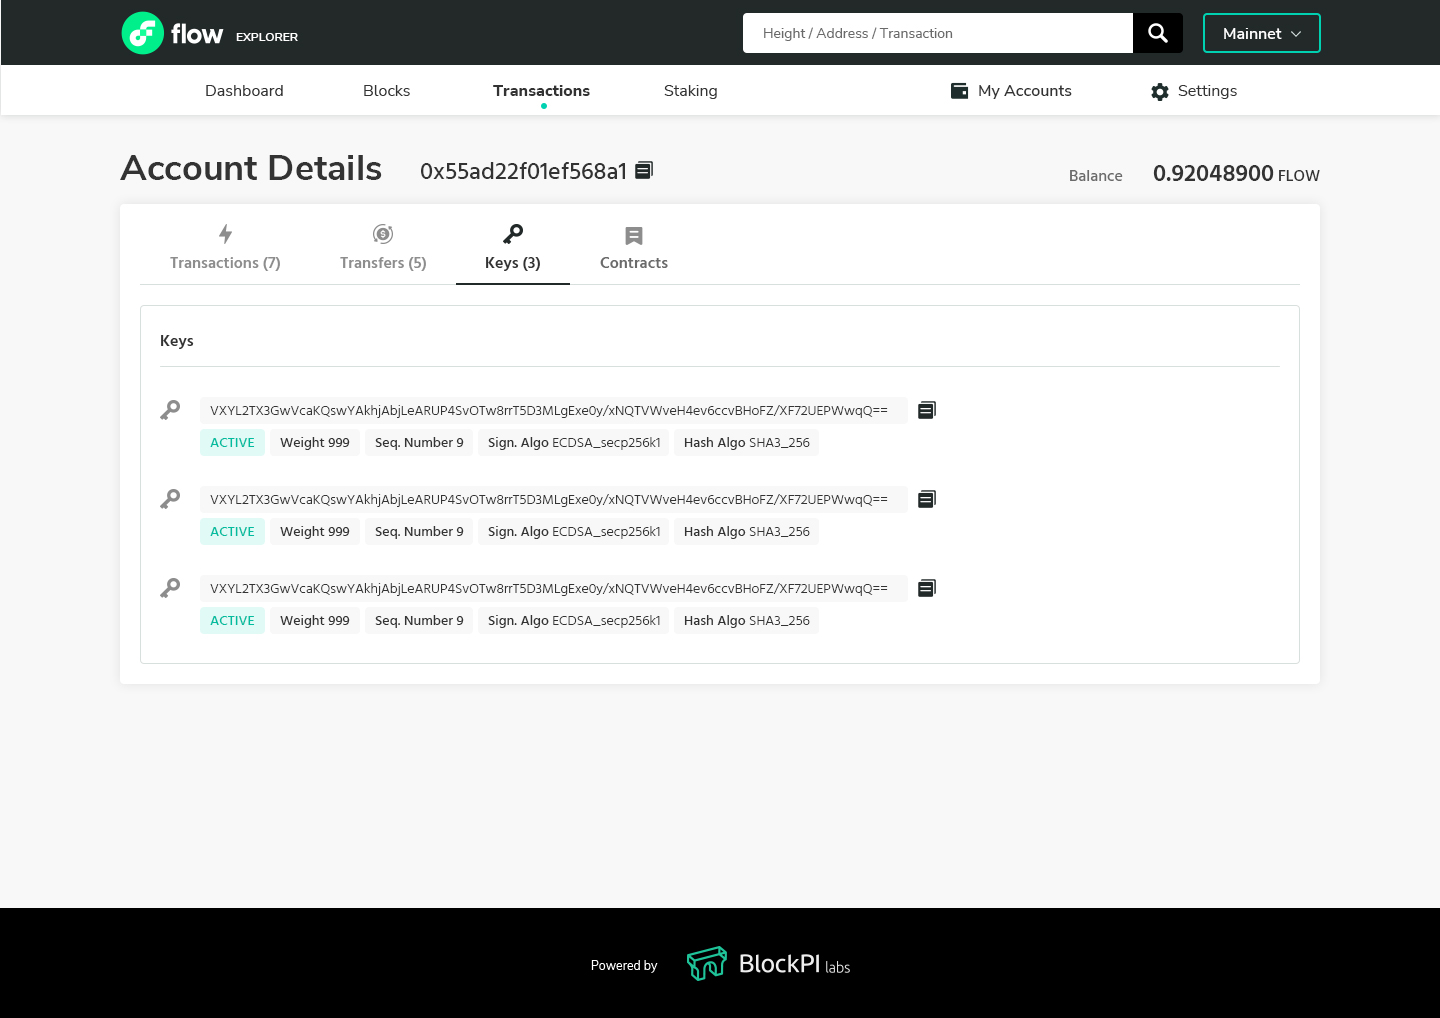 flow EXPLORER
Height / Address / Transaction
Mainnet
Dashboard Blocks Transactions Staking My Accounts Settings
Account Details 0x55ad22f01ef568a1 Balance 0.92048900 FLOW
Transactions (7) Transfers (5) Keys (3) Contracts
Keys
VXYL2TX3GwVcaKQswYAkhjAbjLeARUP4SvOTw8rrT5D3MLgExe0y/xNQTVWveH4ev6ccvBHoFZ/XF72UEPWwqQ==
ACTIVE Weight 999 Seq. Number 9 Sign. Algo ECDSA_secp256k1 Hash Algo SHA3_256
VXYL2TX3GwVcaKQswYAkhjAbjLeARUP4SvOTw8rrT5D3MLgExe0y/xNQTVWveH4ev6ccvBHoFZ/XF72UEPWwqQ==
ACTIVE Weight 999 Seq. Number 9 Sign. Algo ECDSA_secp256k1 Hash Algo SHA3_256
VXYL2TX3GwVcaKQswYAkhjAbjLeARUP4SvOTw8rrT5D3MLgExe0y/xNQTVWveH4ev6ccvBHoFZ/XF72UEPWwqQ==
ACTIVE Weight 999 Seq. Number 9 Sign. Algo ECDSA_secp256k1 Hash Algo SHA3_256
Powered by BlockPI labs